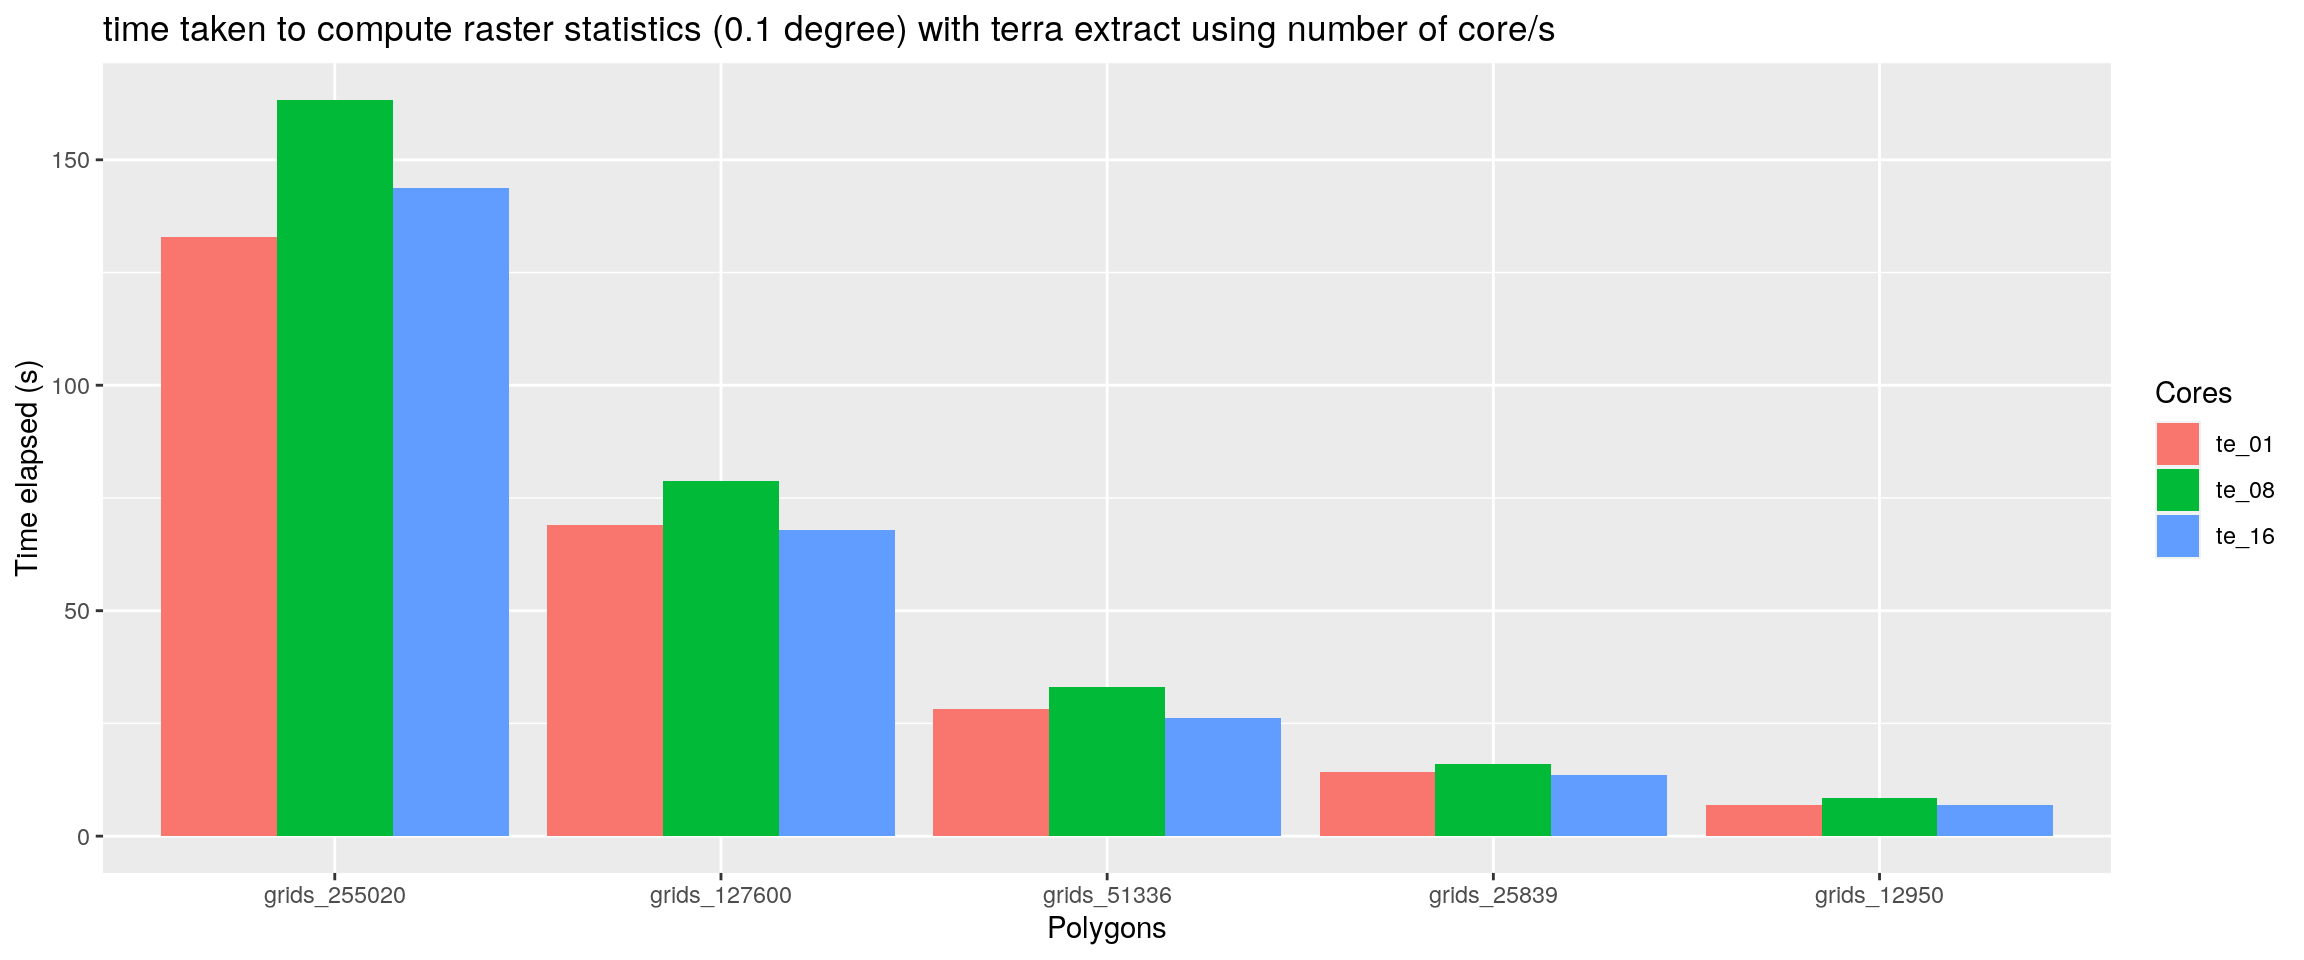 time taken to compute raster statistics (0.1 degree) with terra extract using number of core/s
150
100
50
0
Time elapsed (s)
grids_255020 grids_127600 grids_51336 grids_25839 grids_12950
Polygons
Cores
te_01
te_08
te_16